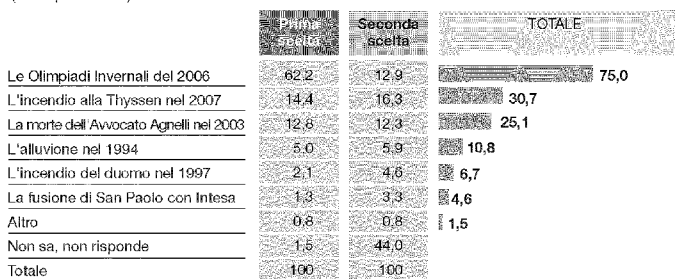 Prima scelta Seconda scelta TOTALE
Le Olimpiadi Invernali del 2006 62,2 12,9 75,0
L'incendio alla Thyssen nel 2007 14,4 16,3 30,7
La morte dell'Avvocato Agnelli nel 2003 12,8 12,3 25,1
L'alluvione nel 1994 5,0 5,9 10,8
L'incendio del duomo nel 1997 2,1 4,6 6,7
La fusione di San Paolo con Intesa 1,3 3,3 4,6
Altro 0,8 0,8 1,5
Non sa, non risponde 1,5 44,0
Totale 100 100